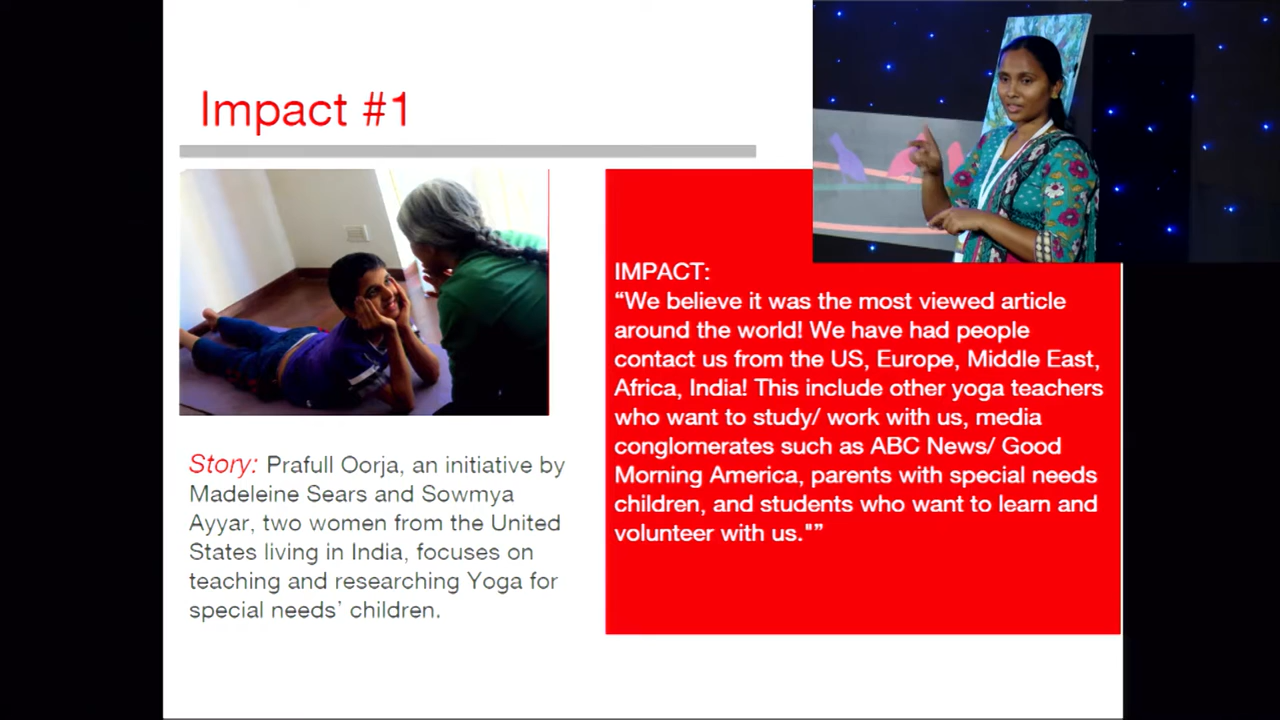 Impact #1
Story: Prafull Oorja, an initiative by
Madeleine Sears and Sowmya
Ayyar, two women from the United
States living in India, focuses on
teaching and researching Yoga for
special needs’ children.
IMPACT:
“We believe it was the most viewed article
around the world! We have had people
contact us from the US, Europe, Middle East,
Africa, India! This include other yoga teachers
who want to study/ work with us, media
conglomerates such as ABC News/ Good
Morning America, parents with special needs
children, and students who want to learn and
volunteer with us."”